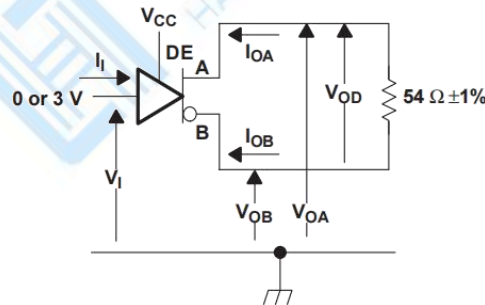 V_CC
I_I
DE
A
I_OA
0 or 3 V
V_OD
54 Ω ±1%
B
I_OB
V_I
V_OB
V_OA